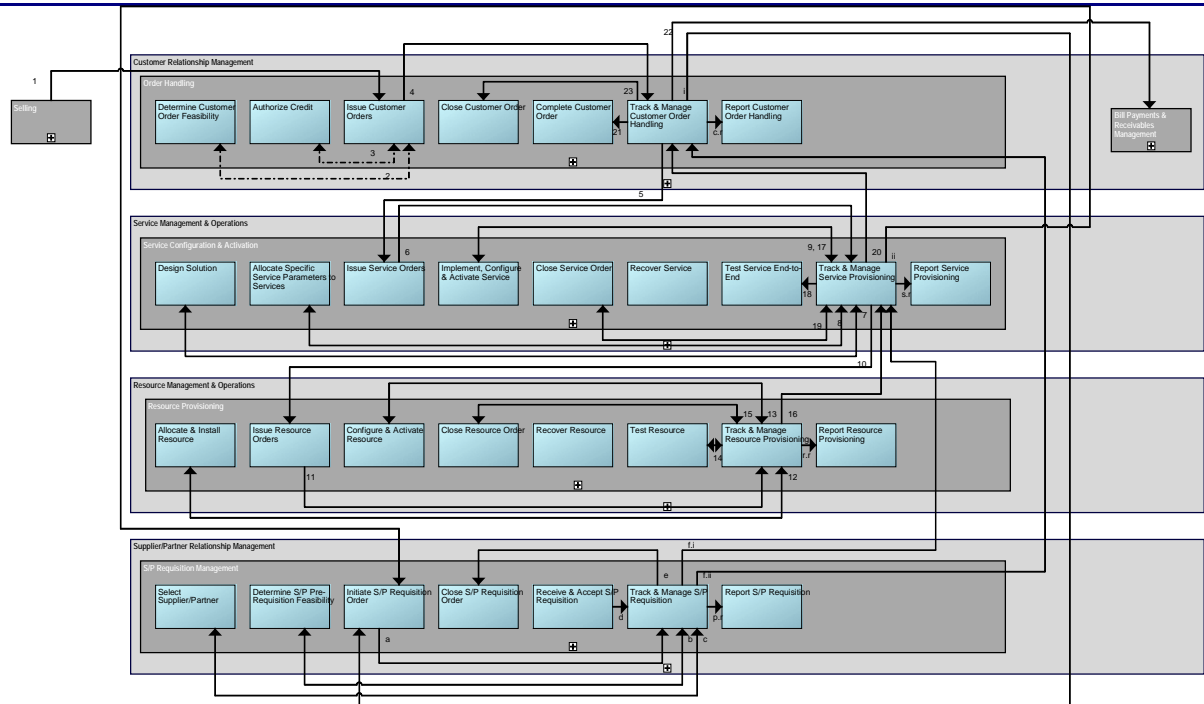 22
Customer Relationship Management
1
4
23
i
Order Handling
Selling
Determine Customer
Order Feasibility
Authorize Credit
Issue Customer
Orders
Close Customer Order
Complete Customer
Order
Track & Manage
Customer Order
Handling
Report Customer
Order Handling
Bill Payments &
Receivables
Management
21
c.r
3
2
5
Service Management & Operations
Service Configuration & Activation
6
9, 17
20
ii
Design Solution
Allocate Specific
Service Parameters to
Services
Issue Service Orders
Implement, Configure
& Activate Service
Close Service Order
Recover Service
Test Service End-to-
End
Track & Manage
Service Provisioning
Report Service
Provisioning
18
s.r
7
19
8
10
Resource Management & Operations
Resource Provisioning
15
13
16
Allocate & Install
Resource
Issue Resource
Orders
Configure & Activate
Resource
Close Resource Order
Recover Resource
Test Resource
Track & Manage
Resource Provisioning
Report Resource
Provisioning
14
r.r
11
12
Supplier/Partner Relationship Management
f.i
S/P Requisition Management
e
f.ii
Select
Supplier/Partner
Determine S/P Pre-
Requisition Feasibility
Initiate S/P Requisition
Order
Close S/P Requisition
Order
Receive & Accept S/P
Requisition
Track & Manage S/P
Requisition
Report S/P Requisition
d
p.r
a
b
c